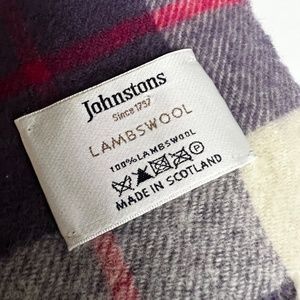 Johnstons
Since 1797
LAMBSWOOL
100% LAMBSWOOL
MADE IN SCOTLAND